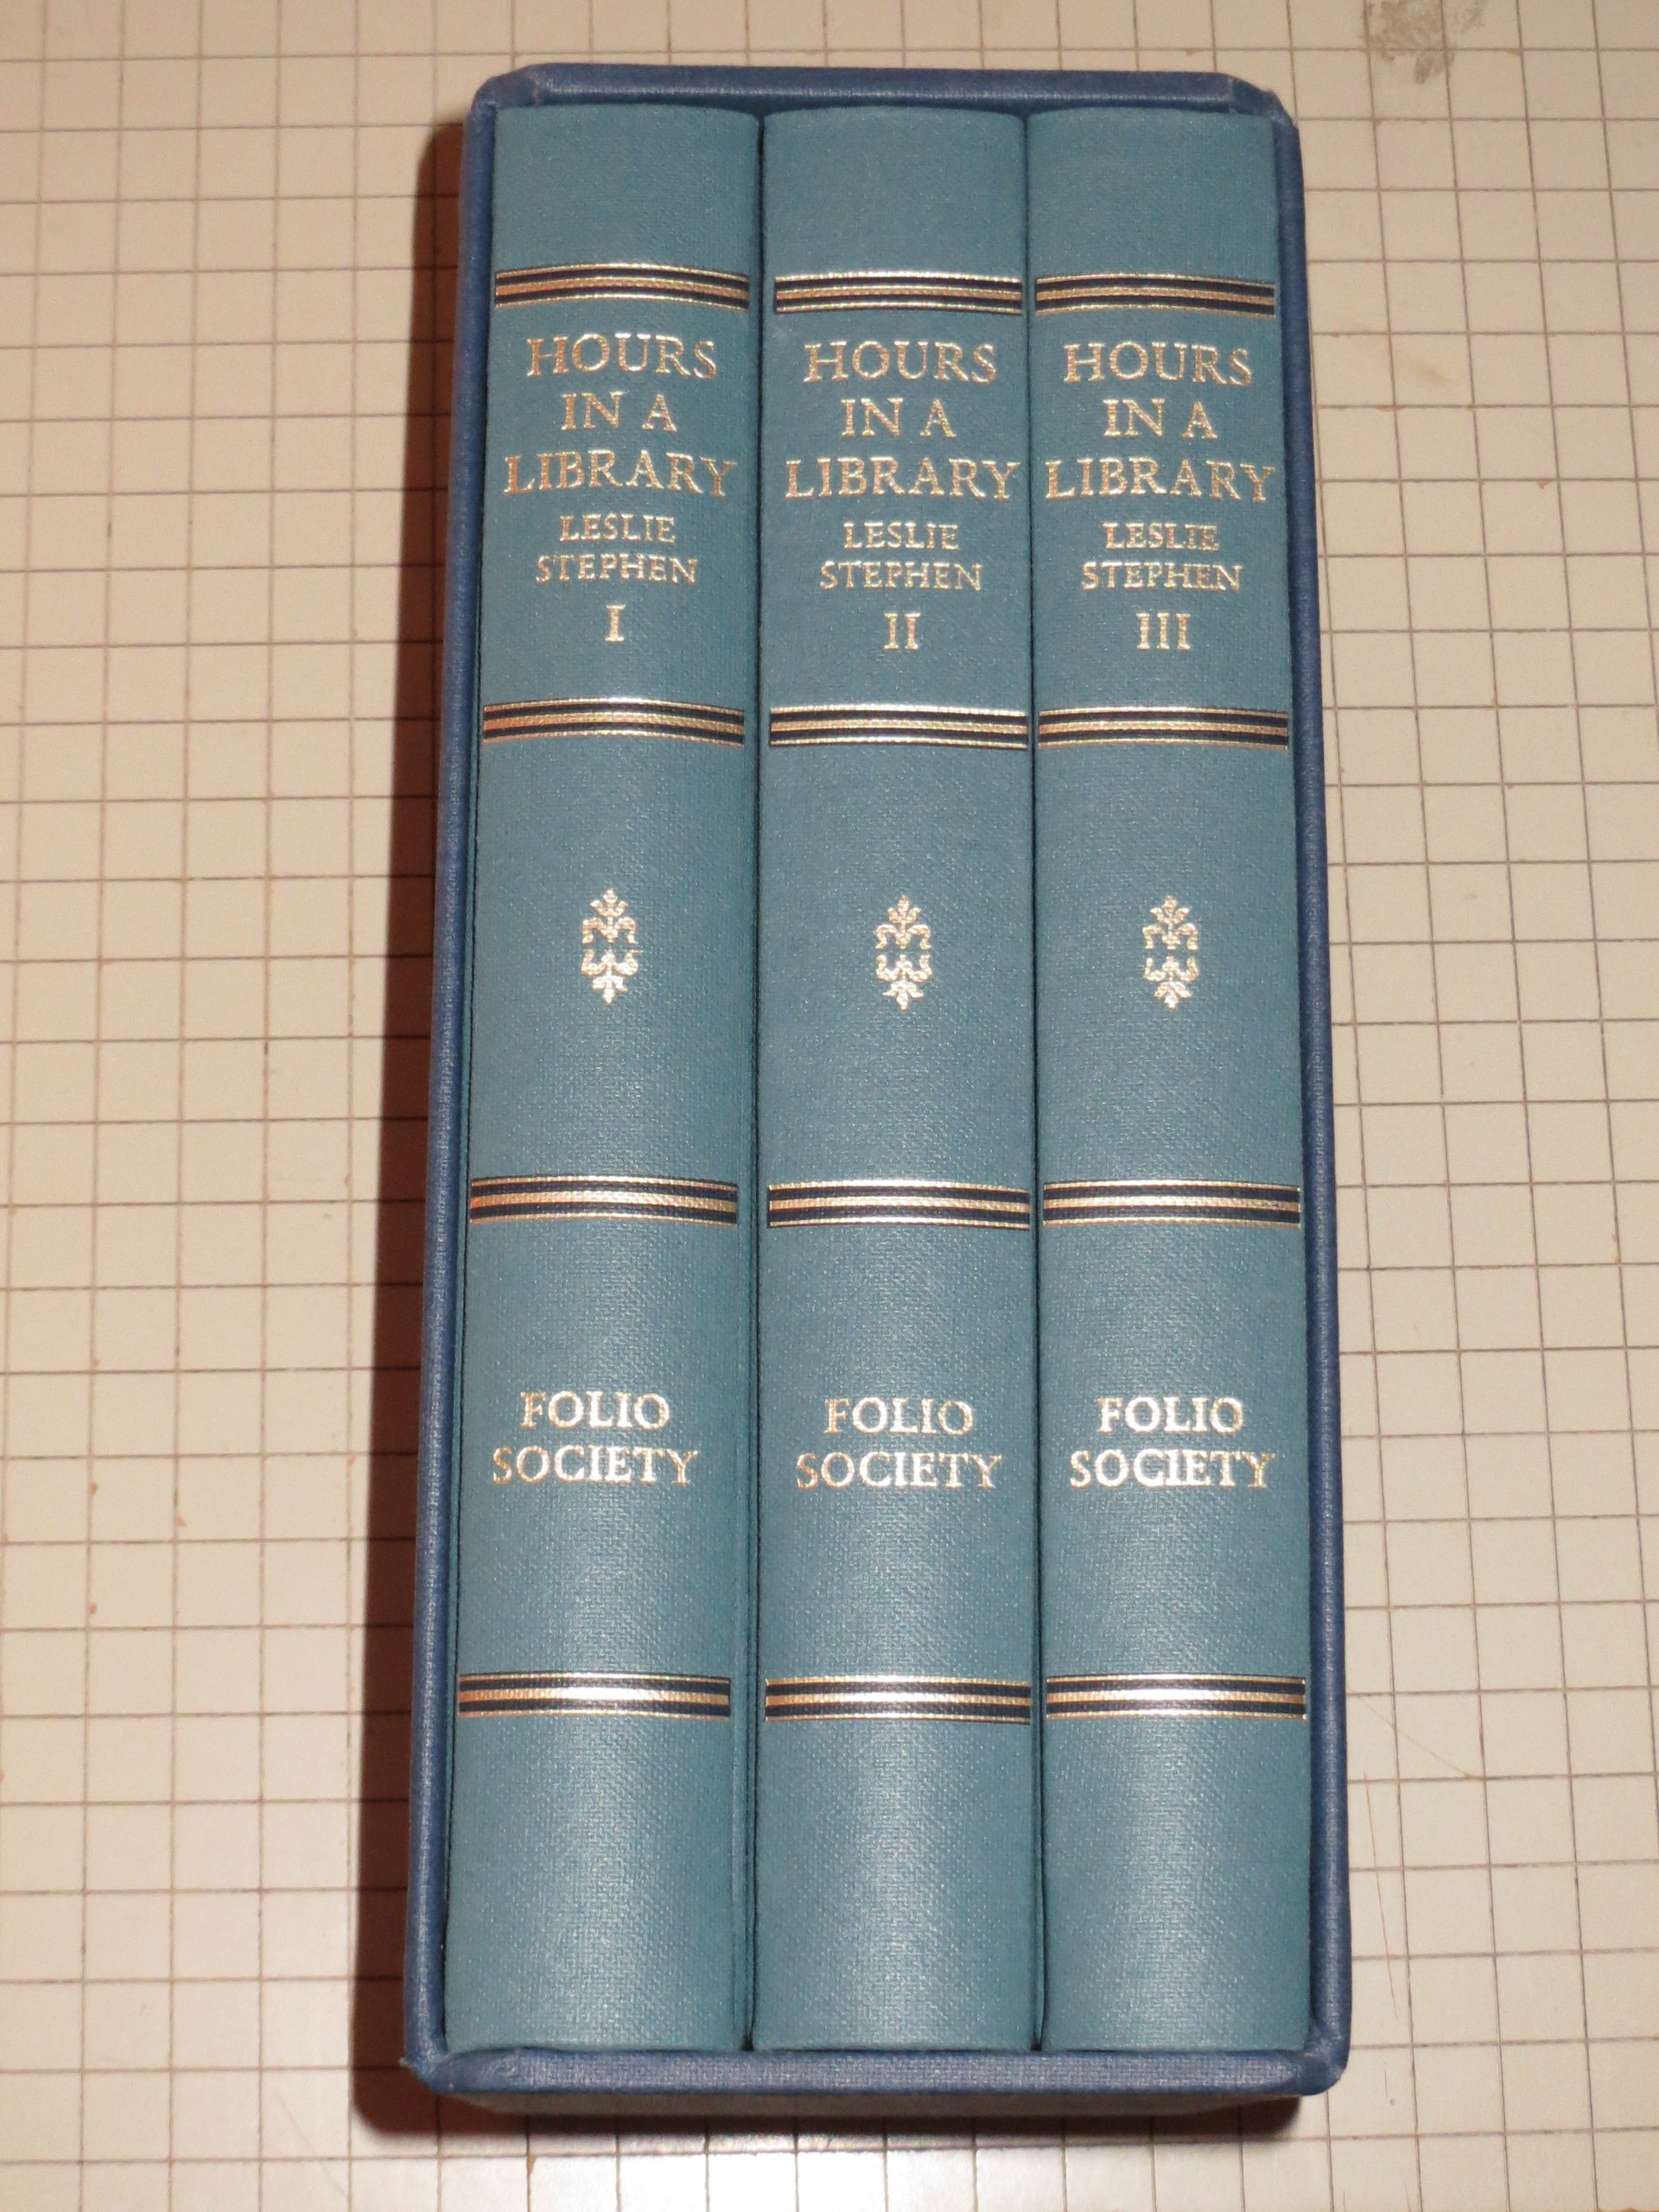 HOURS
IN A
LIBRARY
LESLIE
STEPHEN
I
FOLIO
SOCIETY
HOURS
IN A
LIBRARY
LESLIE
STEPHEN
II
FOLIO
SOCIETY
HOURS
IN A
LIBRARY
LESLIE
STEPHEN
III
FOLIO
SOCIETY